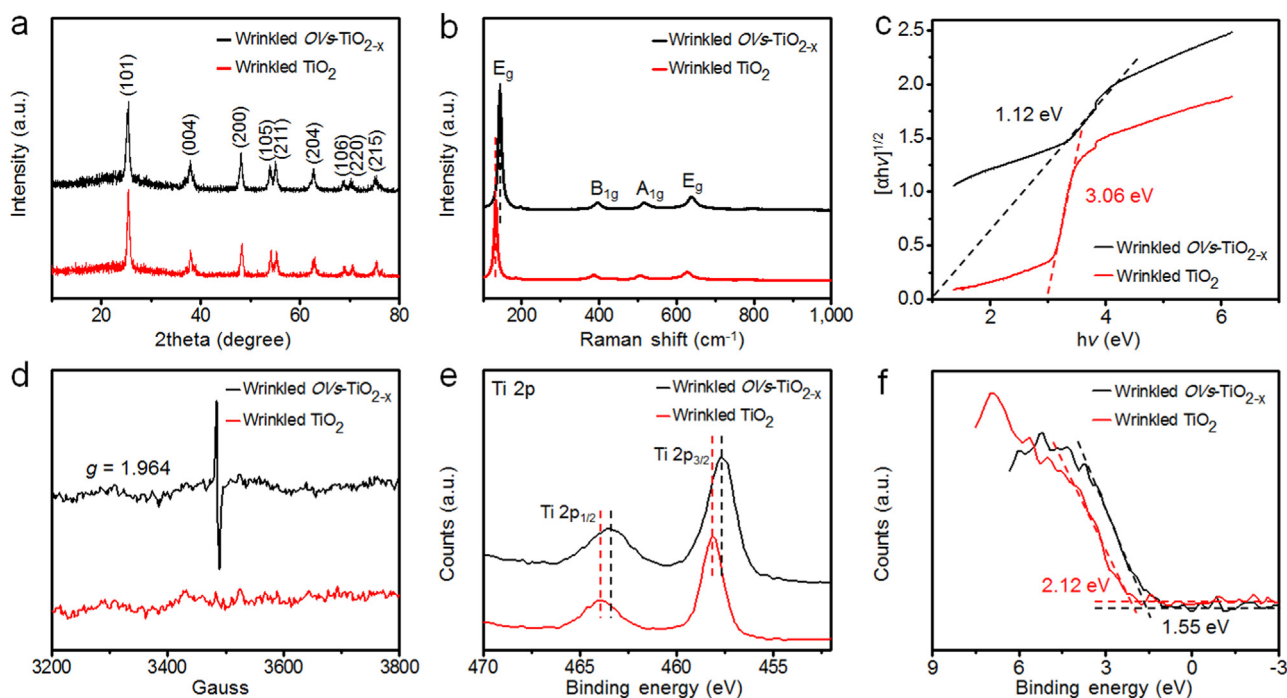 a
Wrinkled OVs-TiO2-x
Wrinkled TiO2
(101)
(004)
(200)
(105)
(211)
(204)
(106)
(220)
(215)
Intensity (a.u.)
20 40 60 80
2theta (degree)
b
Wrinkled OVs-TiO2-x
Wrinkled TiO2
Eg
B1g
A1g
Eg
Intensity (a.u.)
200 400 600 800 1,000
Raman shift (cm-1)
c
Wrinkled OVs-TiO2-x
Wrinkled TiO2
1.12 eV
3.06 eV
[αhν]1/2
2.5
2.0
1.5
1.0
0.5
0.0
2 4 6
hν (eV)
d
Wrinkled OVs-TiO2-x
Wrinkled TiO2
g = 1.964
Intensity (a.u.)
3200 3400 3600 3800
Gauss
e
Ti 2p
Wrinkled OVs-TiO2-x
Wrinkled TiO2
Ti 2p3/2
Ti 2p1/2
Counts (a.u.)
470 465 460 455
Binding energy (eV)
f
Wrinkled OVs-TiO2-x
Wrinkled TiO2
2.12 eV
1.55 eV
Counts (a.u.)
9 6 3 0 -3
Binding energy (eV)